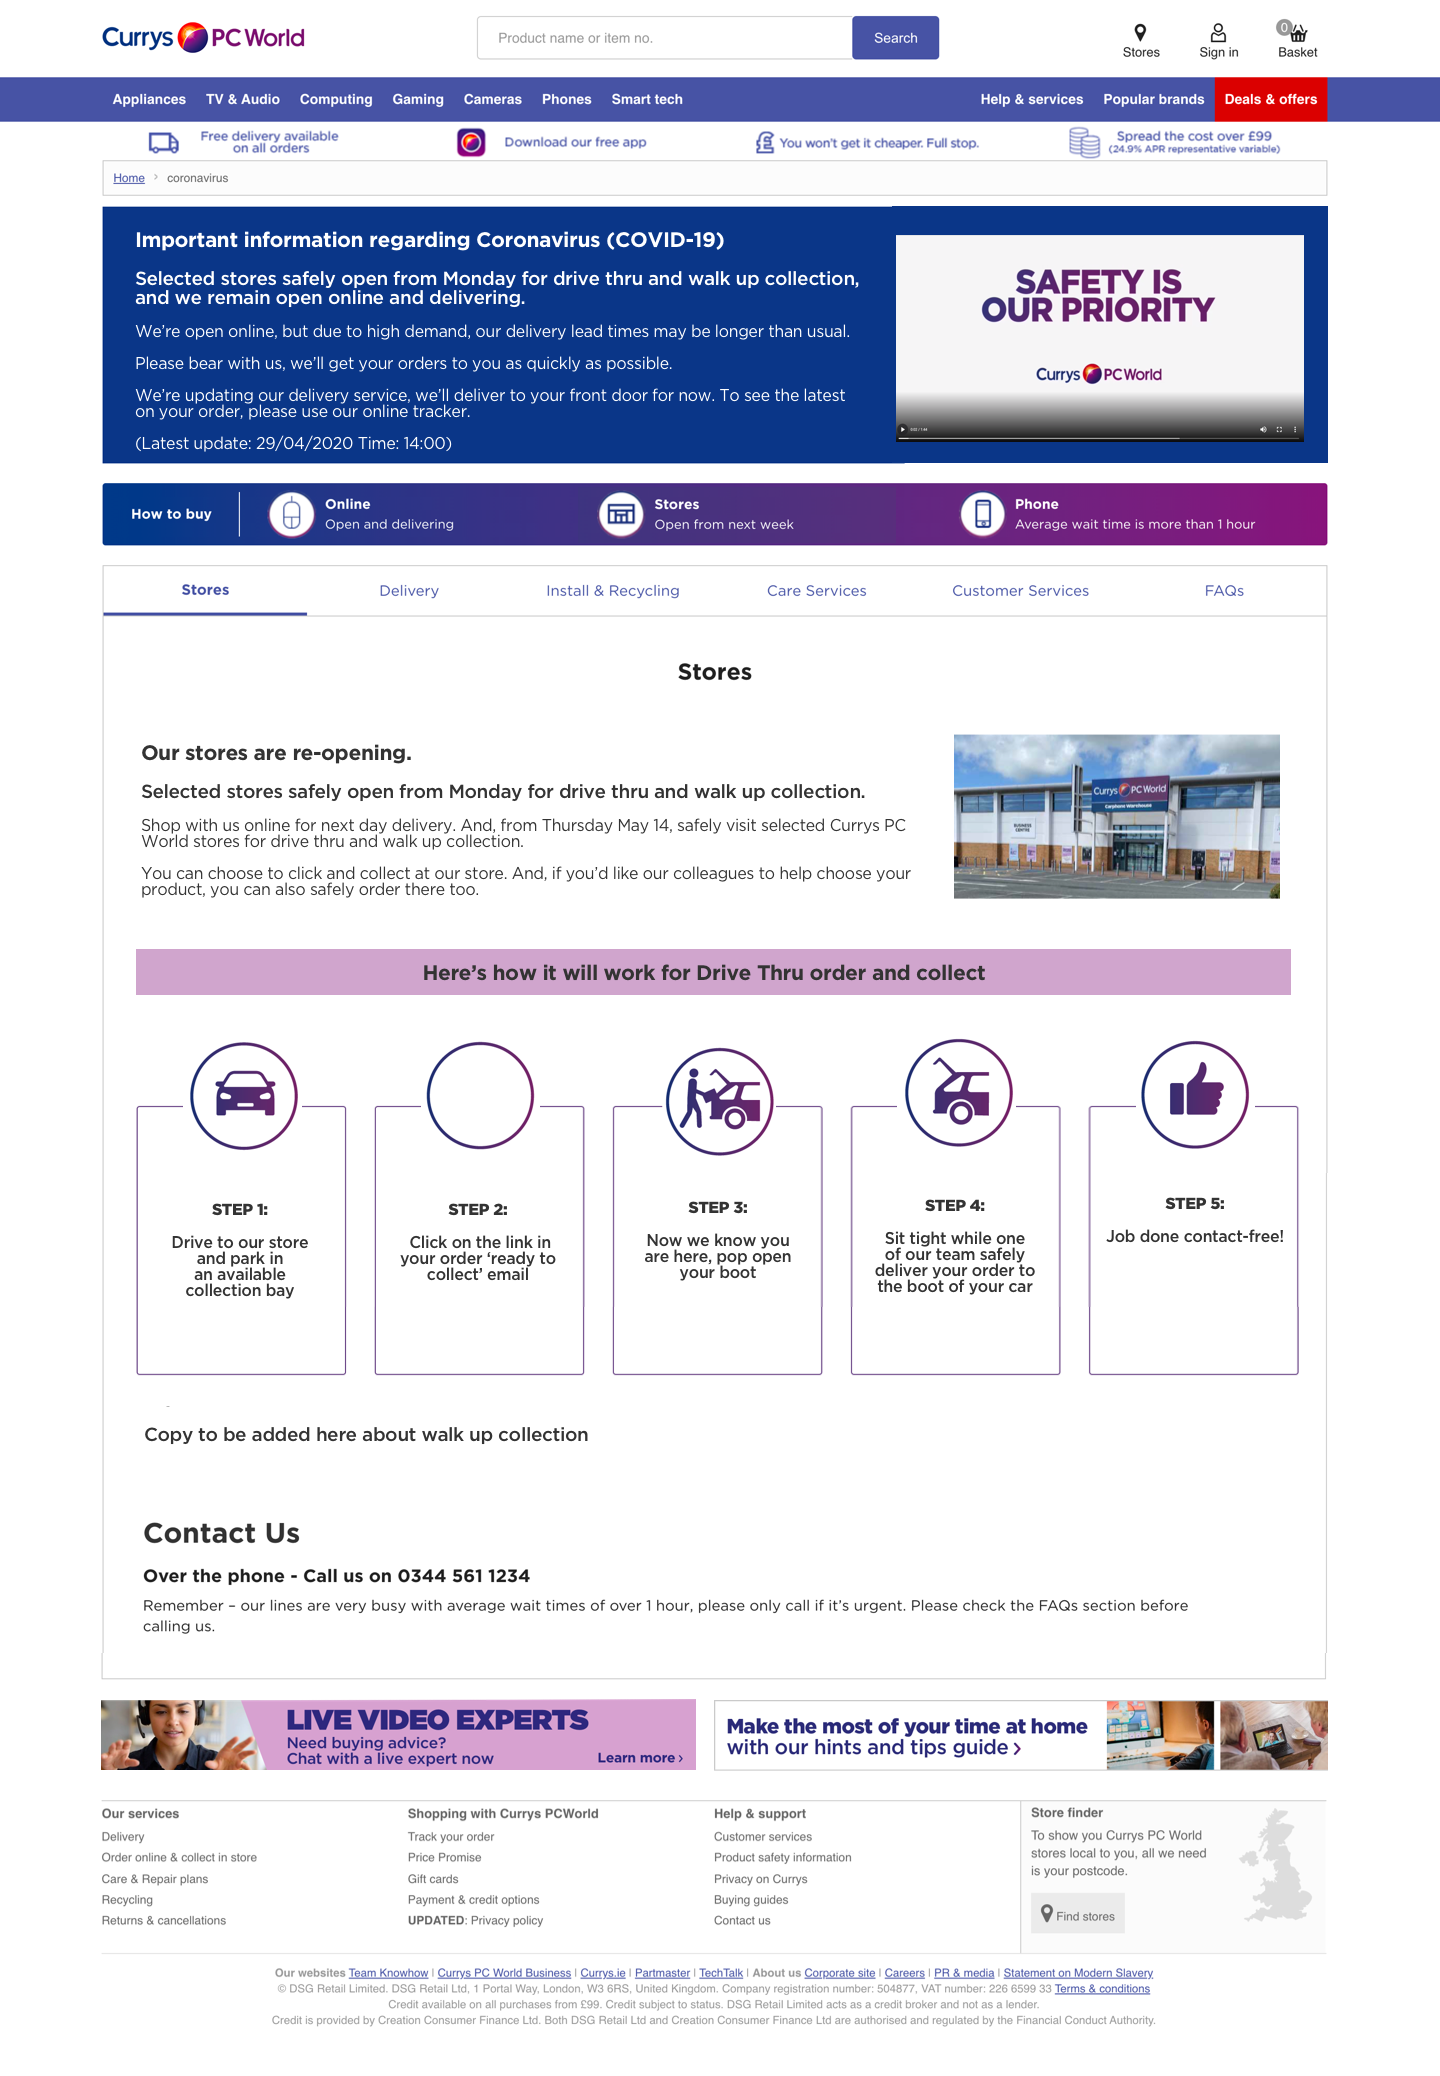 Currys PC World
Product name or item no.
Search
Stores
Sign in
0
Basket
Appliances
TV & Audio
Computing
Gaming
Cameras
Phones
Smart tech
Help & services
Popular brands
Deals & offers
Free delivery available
on all orders
Download our free app
You won't get it cheaper. Full stop.
Spread the cost over £99
(24.9% APR representative variable)
Home › coronavirus
Important information regarding Coronavirus (COVID-19)
Selected stores safely open from Monday for drive thru and walk up collection,
and we remain open online and delivering.
We're open online, but due to high demand, our delivery lead times may be longer than usual.
Please bear with us, we'll get your orders to you as quickly as possible.
We're updating our delivery service, we'll deliver to your front door for now. To see the latest
on your order, please use our online tracker.
(Latest update: 29/04/2020 Time: 14:00)
SAFETY IS
OUR PRIORITY
Currys PC World
How to buy
Online
Open and delivering
Stores
Open from next week
Phone
Average wait time is more than 1 hour
Stores
Delivery
Install & Recycling
Care Services
Customer Services
FAQs
Stores
Our stores are re-opening.
Selected stores safely open from Monday for drive thru and walk up collection.
Shop with us online for next day delivery. And, from Thursday May 14, safely visit selected Currys PC
World stores for drive thru and walk up collection.
You can choose to click and collect at our store. And, if you'd like our colleagues to help choose your
product, you can also safely order there too.
Currys PC World
Carphone Warehouse
BUSINESS
CENTRE
Here's how it will work for Drive Thru order and collect
STEP 1:
Drive to our store
and park in
an available
collection bay
STEP 2:
Click on the link in
your order 'ready to
collect' email
STEP 3:
Now we know you
are here, pop open
your boot
STEP 4:
Sit tight while one
of our team safely
deliver your order to
the boot of your car
STEP 5:
Job done contact-free!
Copy to be added here about walk up collection
Contact Us
Over the phone - Call us on 0344 561 1234
Remember – our lines are very busy with average wait times of over 1 hour, please only call if it's urgent. Please check the FAQs section before
calling us.
LIVE VIDEO EXPERTS
Need buying advice?
Chat with a live expert now
Learn more ›
Make the most of your time at home
with our hints and tips guide ›
Our services
Delivery
Order online & collect in store
Care & Repair plans
Recycling
Returns & cancellations
Shopping with Currys PCWorld
Track your order
Price Promise
Gift cards
Payment & credit options
UPDATED: Privacy policy
Help & support
Customer services
Product safety information
Privacy on Currys
Buying guides
Contact us
Store finder
To show you Currys PC World
stores local to you, all we need
is your postcode.
Find stores
Our websites Team Knowhow | Currys PC World Business | Currys.ie | Partmaster | TechTalk | About us Corporate site | Careers | PR & media | Statement on Modern Slavery
© DSG Retail Limited. DSG Retail Ltd, 1 Portal Way, London, W3 6RS, United Kingdom. Company registration number: 504877, VAT number: 226 6599 33 Terms & conditions
Credit available on all purchases from £99. Credit subject to status. DSG Retail Limited acts as a credit broker and not as a lender.
Credit is provided by Creation Consumer Finance Ltd. Both DSG Retail Ltd and Creation Consumer Finance Ltd are authorised and regulated by the Financial Conduct Authority.